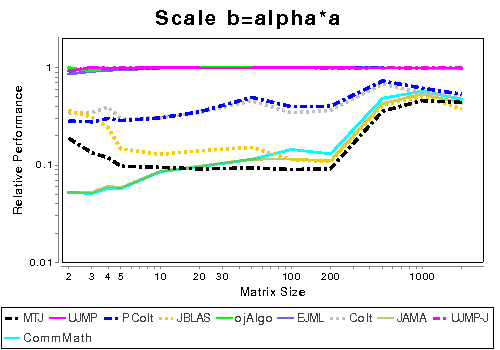 Scale b=alpha*a
Relative Performance
1
0.1
0.01
2 3 4 5 10 20 30 100 200 1000
Matrix Size
MTJ UJMP P Colt JBLAS ojAlgo EJML Colt JAMA UJMP-J
CommMath